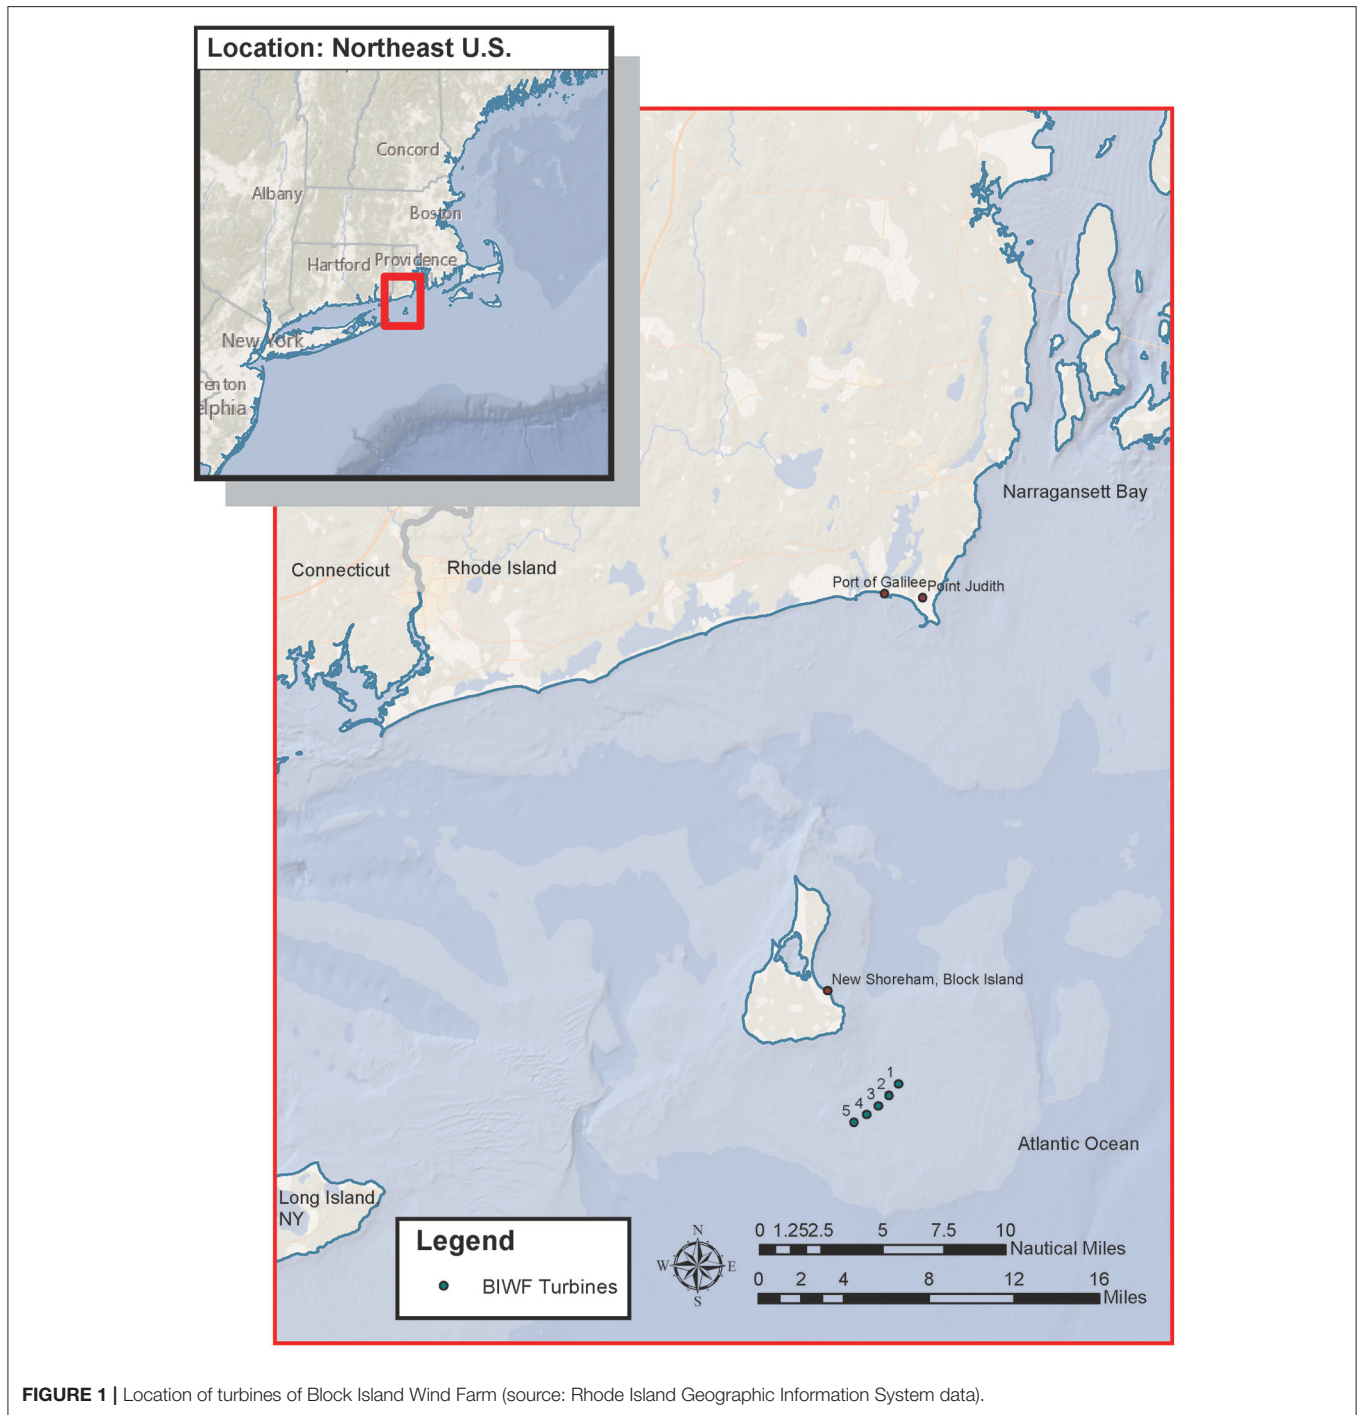 Location: Northeast U.S.
Concord
Albany
Boston
Hartford Providence
New York
renton
elphia
Narragansett Bay
Connecticut
Rhode Island
Port of Galilee
Point Judith
New Shoreham, Block Island
1
2
3
4
5
Atlantic Ocean
Long Island,
NY
Legend
BIWF Turbines
N
W E
S
0 1.25 2.5 5 7.5 10
Nautical Miles
0 2 4 8 12 16
Miles
FIGURE 1 | Location of turbines of Block Island Wind Farm (source: Rhode Island Geographic Information System data).